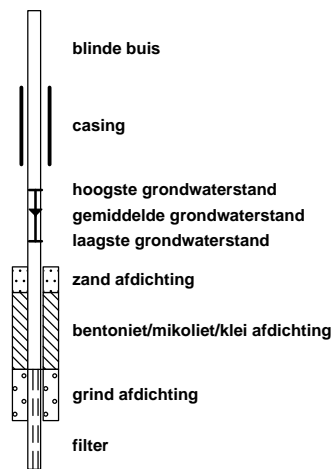 blinde buis
casing
hoogste grondwaterstand
gemiddelde grondwaterstand
laagste grondwaterstand
zand afdichting
bentoniet/mikoliet/klei afdichting
grind afdichting
filter